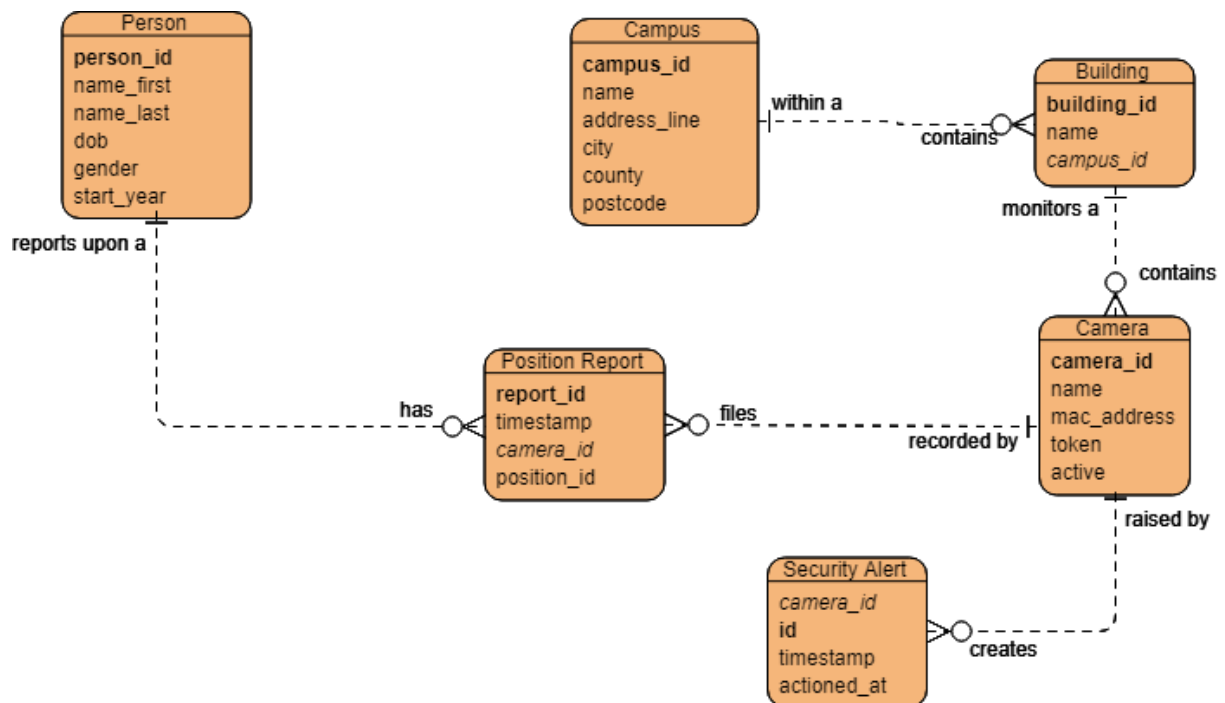 Person
person_id
name_first
name_last
dob
gender
start_year
reports upon a
Campus
campus_id
name
address_line
city
county
postcode
within a
contains
Building
building_id
name
campus_id
monitors a
contains
Camera
camera_id
name
mac_address
token
active
Position Report
report_id
timestamp
camera_id
position_id
has
files
recorded by
raised by
Security Alert
camera_id
id
timestamp
actioned_at
creates